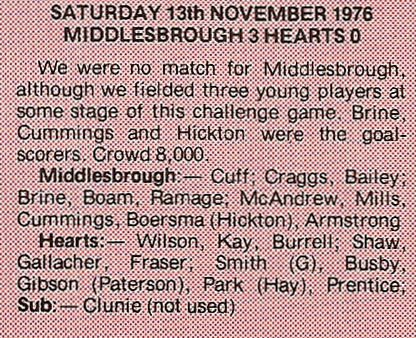 SATURDAY 13th NOVEMBER 1976
MIDDLESBROUGH 3 HEARTS 0
We were no match for Middlesbrough,
although we fielded three young players at
some stage of this challenge game. Brine,
Cummings and Hickton were the goal-
scorers. Crowd 8,000.
Middlesbrough:— Cuff; Craggs, Bailey;
Brine, Boam, Ramage; McAndrew, Mills,
Cummings, Boersma (Hickton), Armstrong
Hearts:— Wilson, Kay, Burrell; Shaw,
Gallacher, Fraser; Smith (G), Busby,
Gibson (Paterson), Park (Hay), Prentice;
Sub:— Clunie (not used)